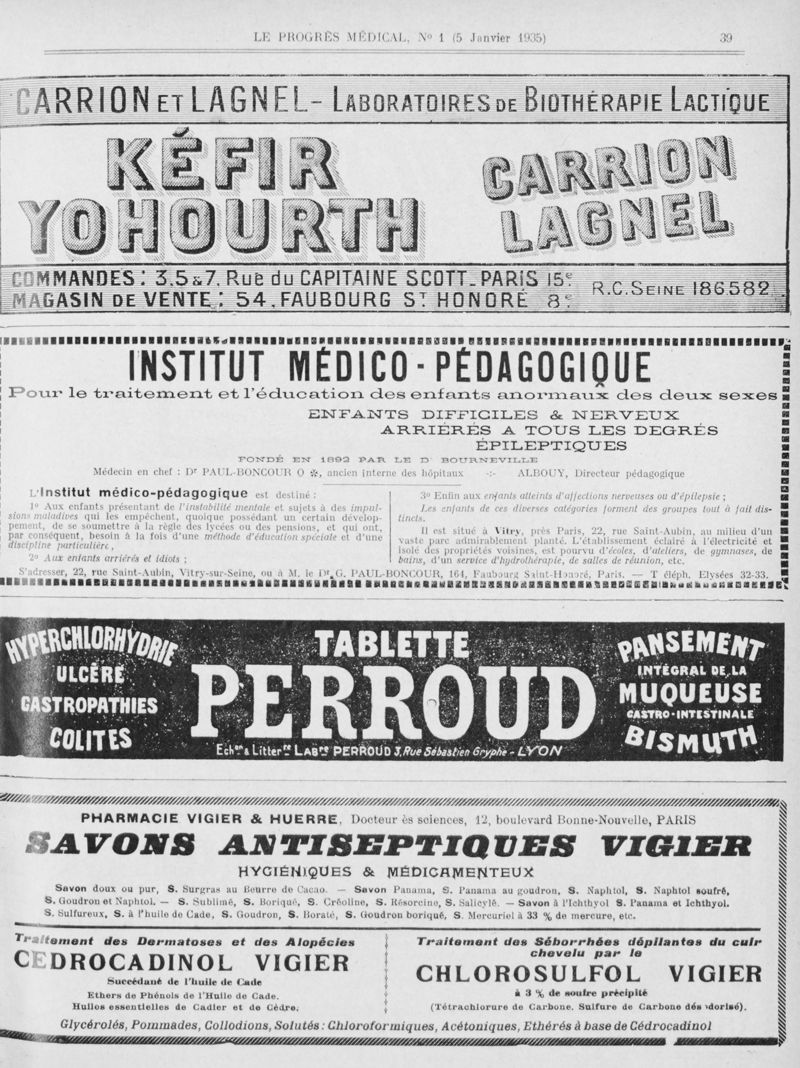 LE PROGRÈS MÉDICAL, No 1 (5 Janvier 1935) 39
CARRION ET LAGNEL - LABORATOIRES DE BIOTHÉRAPIE LACTIQUE
KÉFIR
YOHOURTH
CARRION
LAGNEL
COMMANDES: 3,5 & 7, Rue du CAPITAINE SCOTT_PARIS 15e
MAGASIN DE VENTE: 54, FAUBOURG ST HONORÉ 8e
R.C. SEINE 186.582
INSTITUT MÉDICO-PÉDAGOGIQUE
Pour le traitement et l'éducation des enfants anormaux des deux sexes
ENFANTS DIFFICILES & NERVEUX
ARRIÉRÉS A TOUS LES DEGRÉS
ÉPILEPTIQUES
FONDÉ EN 1892 PAR LE D BOURNEVILLE
Médecin en chef : Dr PAUL-BONCOUR O ✻, ancien interne des hôpitaux -:- ALBOUY, Directeur pédagogique
L'Institut médico-pédagogique est destiné :
1o Aux enfants présentant de l'instabilité mentale et sujets à des impul-
sions maladives qui les empêchent, quoique possédant un certain dévelop-
pement, de se soumettre à la règle des lycées ou des pensions, et qui ont,
par conséquent, besoin à la fois d'une méthode d'éducation spéciale et d'une
discipline particulière,
2o Aux enfants arriérés et idiots ;
3o Enfin aux enfants atteints d'affections nerveuses ou d'épilepsie ;
Les enfants de ces diverses catégories forment des groupes tout à fait dis-
tincts.
Il est situé à Vitry, près Paris, 22, rue Saint-Aubin, au milieu d'un
vaste parc admirablement planté. L'établissement éclairé à l'électricité et
isolé des propriétés voisines, est pourvu d'écoles, d'ateliers, de gymnases, de
bains, d'un service d'hydrothérapie, de salles de réunion, etc.
S'adresser, 22, rue Saint-Aubin, Vitry-sur-Seine, ou à M. le Dr. G. PAUL-BONCOUR, 164, Faubourg Saint-Honoré, Paris. — T éleph. Elysées 32-33.
HYPERCHLORHYDRIE
ULCÈRE
GASTROPATHIES
COLITES
TABLETTE
PERROUD
Echons & Littérre LABres PERROUD 3, Rue Sébastien Gryphe - LYON
PANSEMENT
INTÉGRAL DE LA
MUQUEUSE
GASTRO-INTESTINALE
BISMUTH
PHARMACIE VIGIER & HUERRE, Docteur ès sciences, 12, boulevard Bonne-Nouvelle, PARIS
SAVONS ANTISEPTIQUES VIGIER
HYGIÉNIQUES & MÉDICAMENTEUX
Savon doux ou pur, S. Surgras au Beurre de Cacao. — Savon Panama, S. Panama au goudron, S. Naphtol, S. Naphtol soufré,
S. Goudron et Naphtol. — S. Sublimé, S. Boriqué, S. Créoline, S. Résorcine, S. Salicylé. — Savon à l'Ichthyol S. Panama et Ichthyol.
S. Sulfureux, S. à l'huile de Cade, S. Goudron, S. Boraté, S. Goudron boriqué, S. Mercuriel à 33 % de mercure, etc.
Traitement des Dermatoses et des Alopécies
CEDROCADINOL VIGIER
Succédané de l'huile de Cade
Ethers de Phénols de l'Huile de Cade.
Huiles essentielles de Cadier et de Cèdre.
Traitement des Séborrhées dépilantes du cuir
chevelu par le
CHLOROSULFOL VIGIER
à 3 % de soufre précipité
(Tétrachlorure de Carbone. Sulfure de Carbone désodorisé).
Glycérolés, Pommades, Collodions, Solutés : Chloroformiques, Acétoniques, Ethérés à base de Cédrocadinol